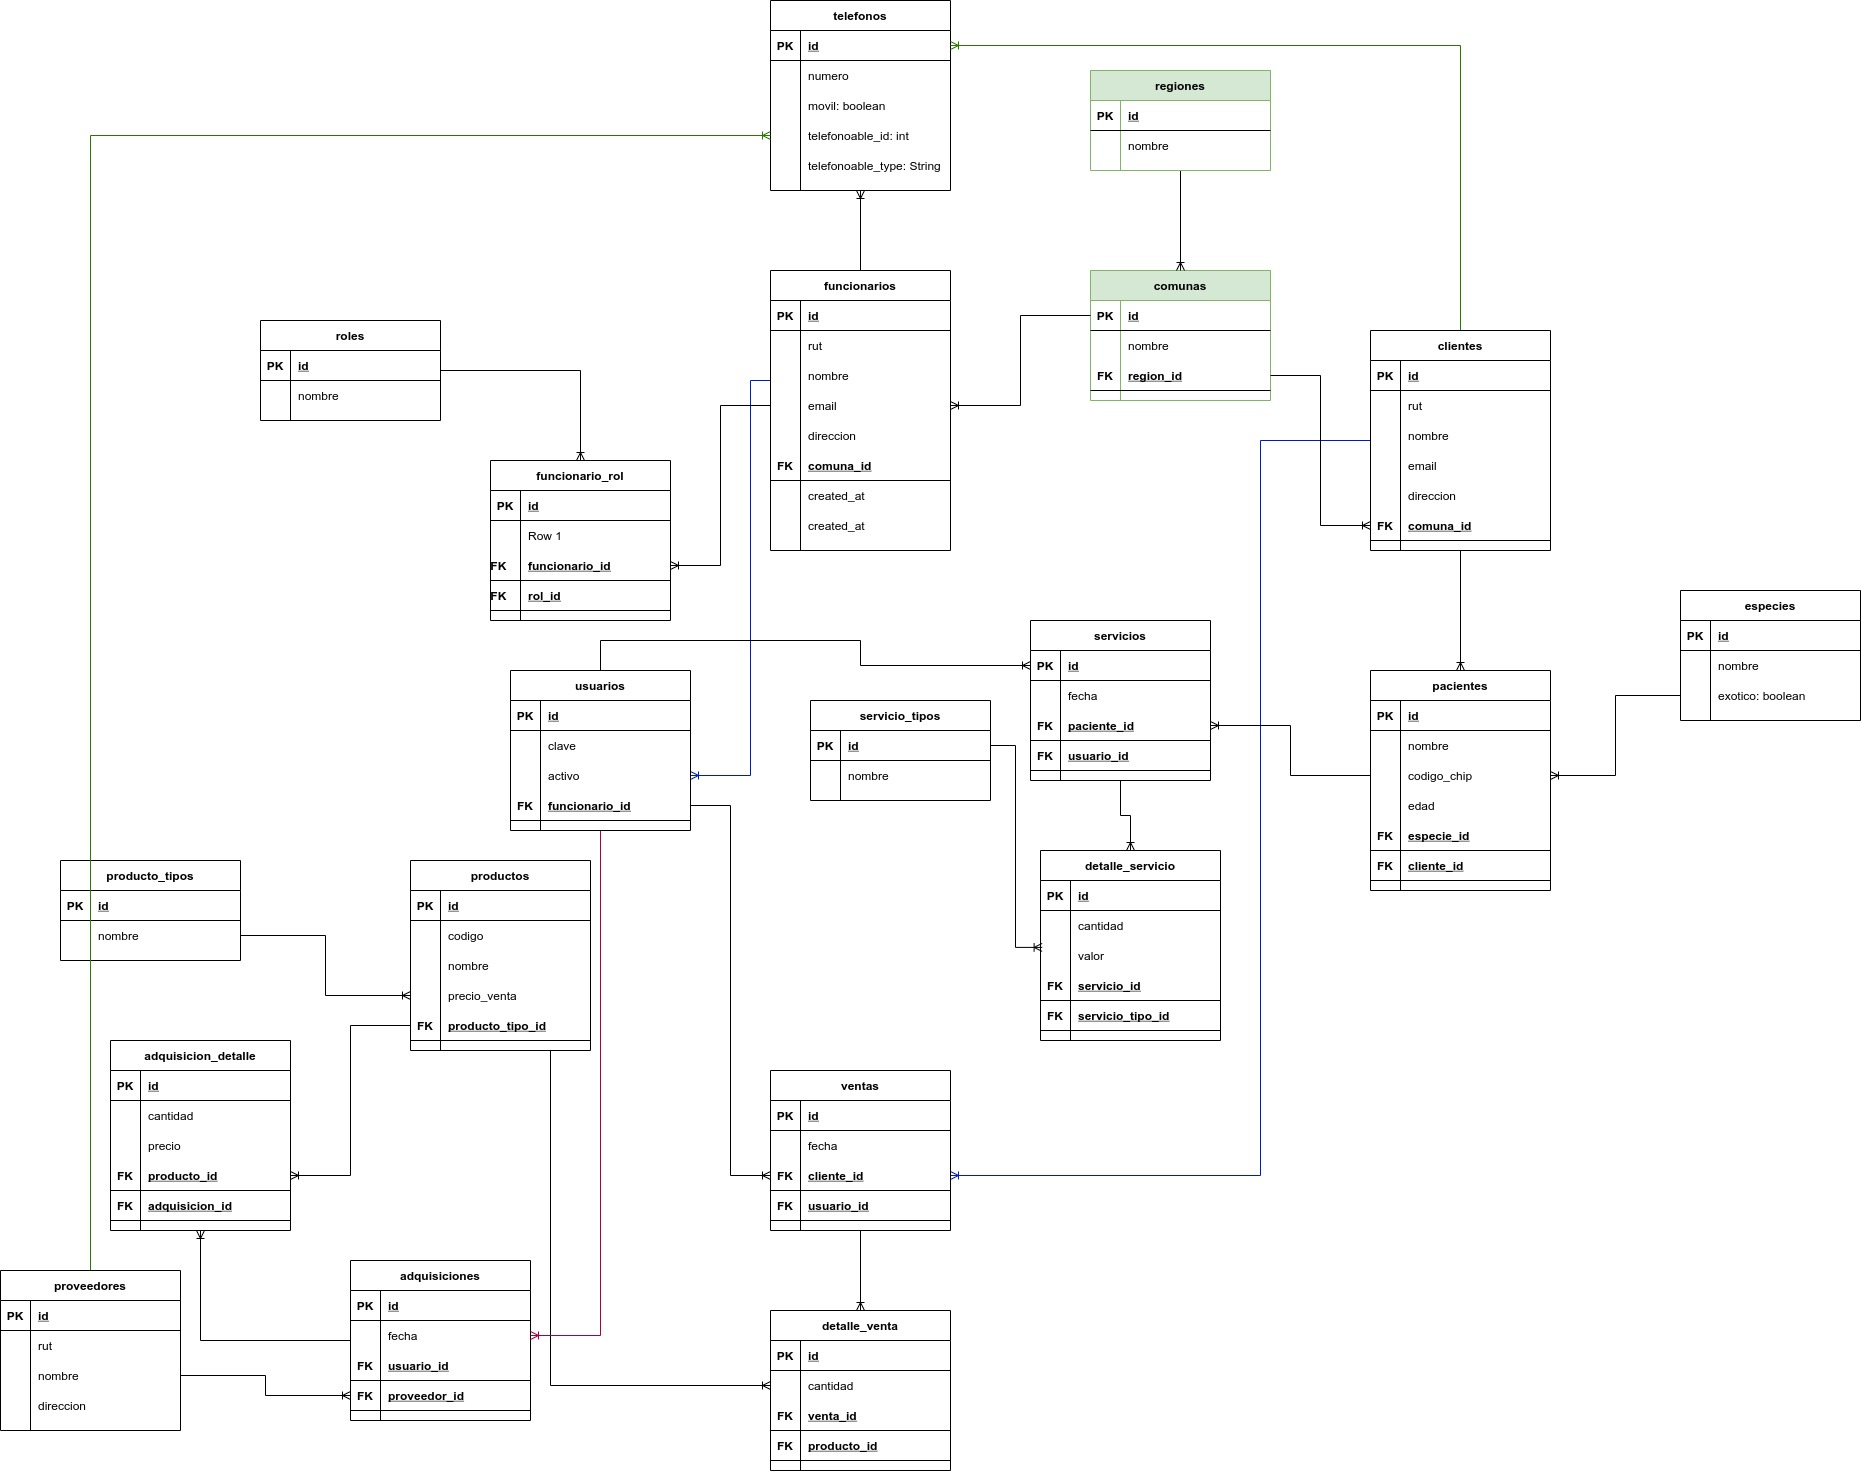 telefonos
PK id
numero
movil: boolean
telefonoable_id: int
telefonoable_type: String
regiones
PK id
nombre
funcionarios
PK id
rut
nombre
email
direccion
FK comuna_id
created_at
created_at
comunas
PK id
nombre
FK region_id
roles
PK id
nombre
clientes
PK id
rut
nombre
email
direccion
FK comuna_id
funcionario_rol
PK id
Row 1
FK funcionario_id
FK rol_id
especies
PK id
nombre
exotico: boolean
servicios
PK id
fecha
FK paciente_id
FK usuario_id
usuarios
PK id
clave
activo
FK funcionario_id
servicio_tipos
PK id
nombre
pacientes
PK id
nombre
codigo_chip
edad
FK especie_id
FK cliente_id
producto_tipos
PK id
nombre
productos
PK id
codigo
nombre
precio_venta
FK producto_tipo_id
detalle_servicio
PK id
cantidad
valor
FK servicio_id
FK servicio_tipo_id
adquisicion_detalle
PK id
cantidad
precio
FK producto_id
FK adquisicion_id
ventas
PK id
fecha
FK cliente_id
FK usuario_id
proveedores
PK id
rut
nombre
direccion
adquisiciones
PK id
fecha
FK usuario_id
FK proveedor_id
detalle_venta
PK id
cantidad
FK venta_id
FK producto_id